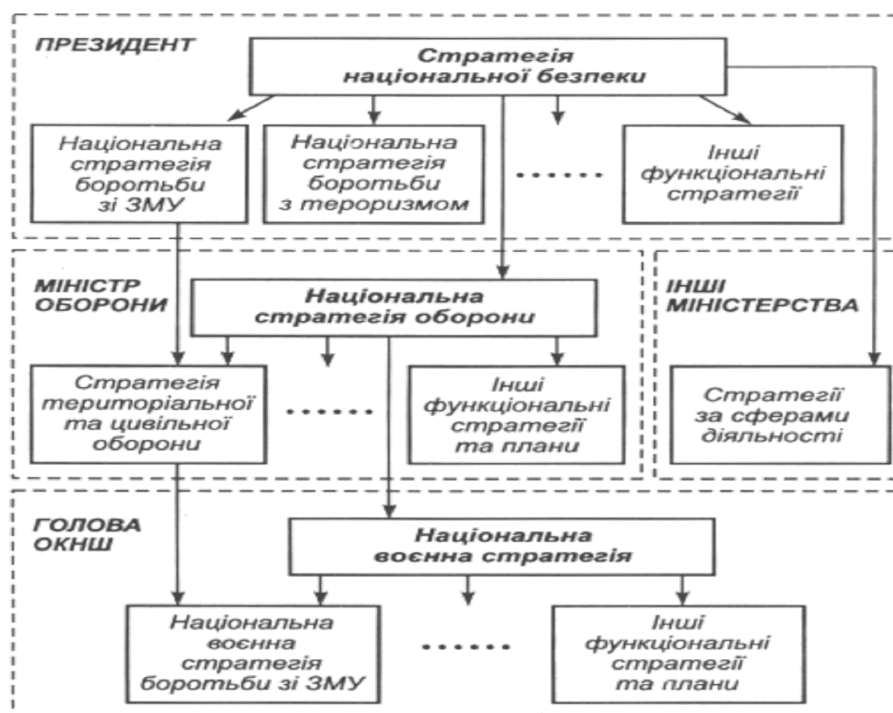 ПРЕЗИДЕНТ
Стратегія
національної безпеки
Національна
стратегія
боротьби
зі ЗМУ
Національна
стратегія
боротьби
з тероризмом
......
Інші
функціональні
стратегії
МІНІСТР
ОБОРОНИ
Національна
стратегія оборони
ІНШІ
МІНІСТЕРСТВА
Стратегія
територіальної
та цивільної
оборони
......
Інші
функціональні
стратегії
та плани
Стратегії
за сферами
діяльності
ГОЛОВА
ОКНШ
Національна
воєнна стратегія
Національна
воєнна
стратегія
боротьби зі ЗМУ
......
Інші
функціональні
стратегії
та плани